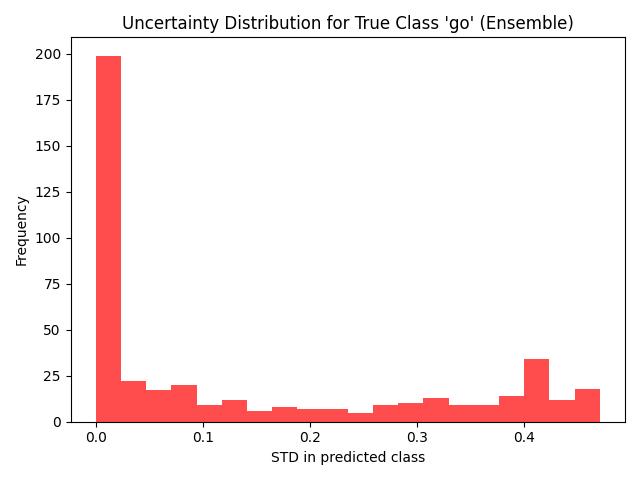 Uncertainty Distribution for True Class 'go' (Ensemble)
200
175
150
125
100
75
50
25
0
Frequency
0.0 0.1 0.2 0.3 0.4
STD in predicted class